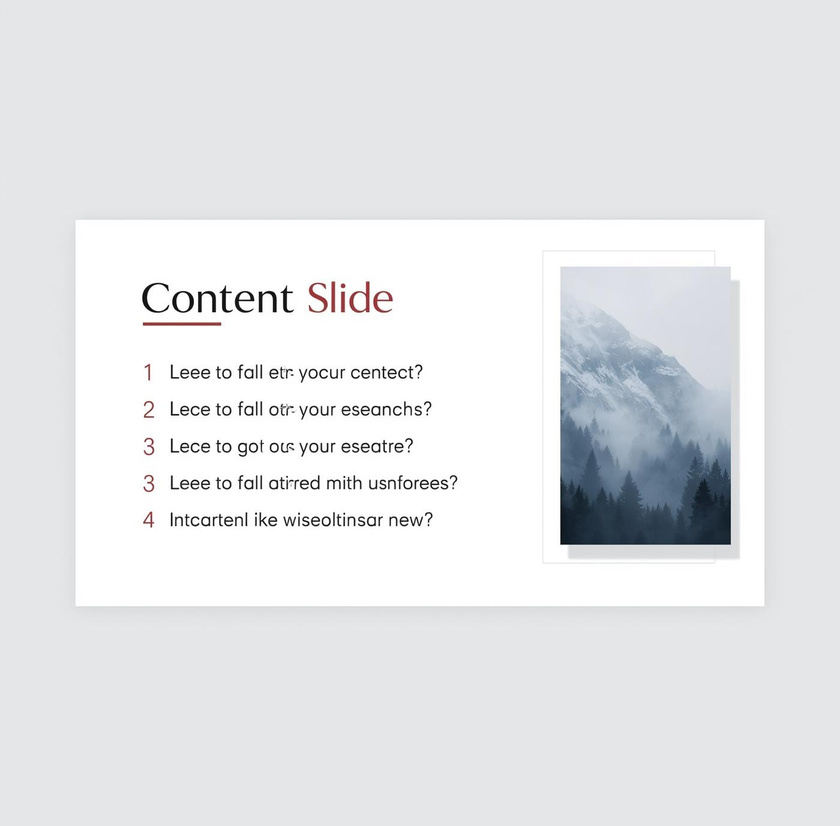 Content Slide
1 Leee to fall yocur centect?
2 Lece to fall your eseanchs?
3 Lece to got your eseatre?
3 Leee to fall mith usnforees?
4 Intcartenl ike wiseoltinsar new?